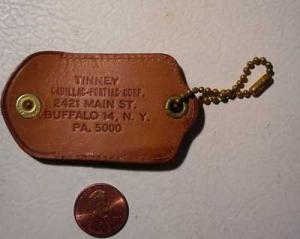 TINNEY
CADILLAC-PONTIAC-CORP.
2421 MAIN ST.
BUFFALO 14, N. Y.
PA. 5000